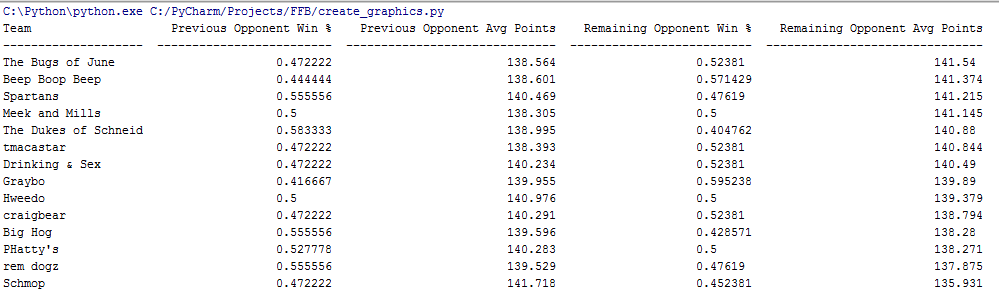 C:\Python\python.exe C:/PyCharm/Projects/FFB/create_graphics.py
Team Previous Opponent Win % Previous Opponent Avg Points Remaining Opponent Win % Remaining Opponent Avg Points
-------------------- ------------------------- ------------------------------ -------------------------- -------------------------------
The Bugs of June 0.472222 138.564 0.52381 141.54
Beep Boop Beep 0.444444 138.601 0.571429 141.374
Spartans 0.555556 140.469 0.47619 141.215
Meek and Mills 0.5 138.305 0.5 141.145
The Dukes of Schneid 0.583333 138.995 0.404762 140.88
tmacastar 0.472222 138.393 0.52381 140.844
Drinking & Sex 0.472222 140.234 0.52381 140.49
Graybo 0.416667 139.955 0.595238 139.89
Hweedo 0.5 140.976 0.5 139.379
craigbear 0.472222 140.291 0.52381 138.794
Big Hog 0.555556 139.596 0.428571 138.28
PHatty's 0.527778 140.283 0.5 138.271
rem dogz 0.555556 139.529 0.47619 137.875
Schmop 0.472222 141.718 0.452381 135.931